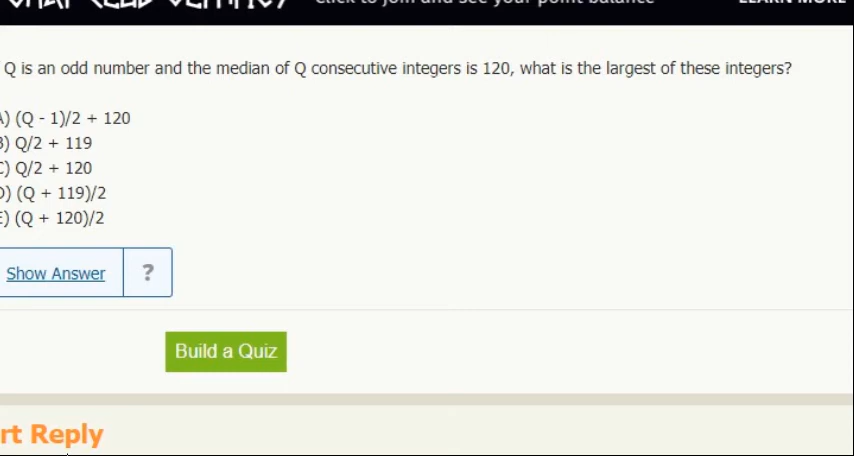 Q is an odd number and the median of Q consecutive integers is 120, what is the largest of these integers?
) (Q - 1)/2 + 120
) Q/2 + 119
) Q/2 + 120
) (Q + 119)/2
) (Q + 120)/2
Show Answer ?
Build a Quiz
rt Reply